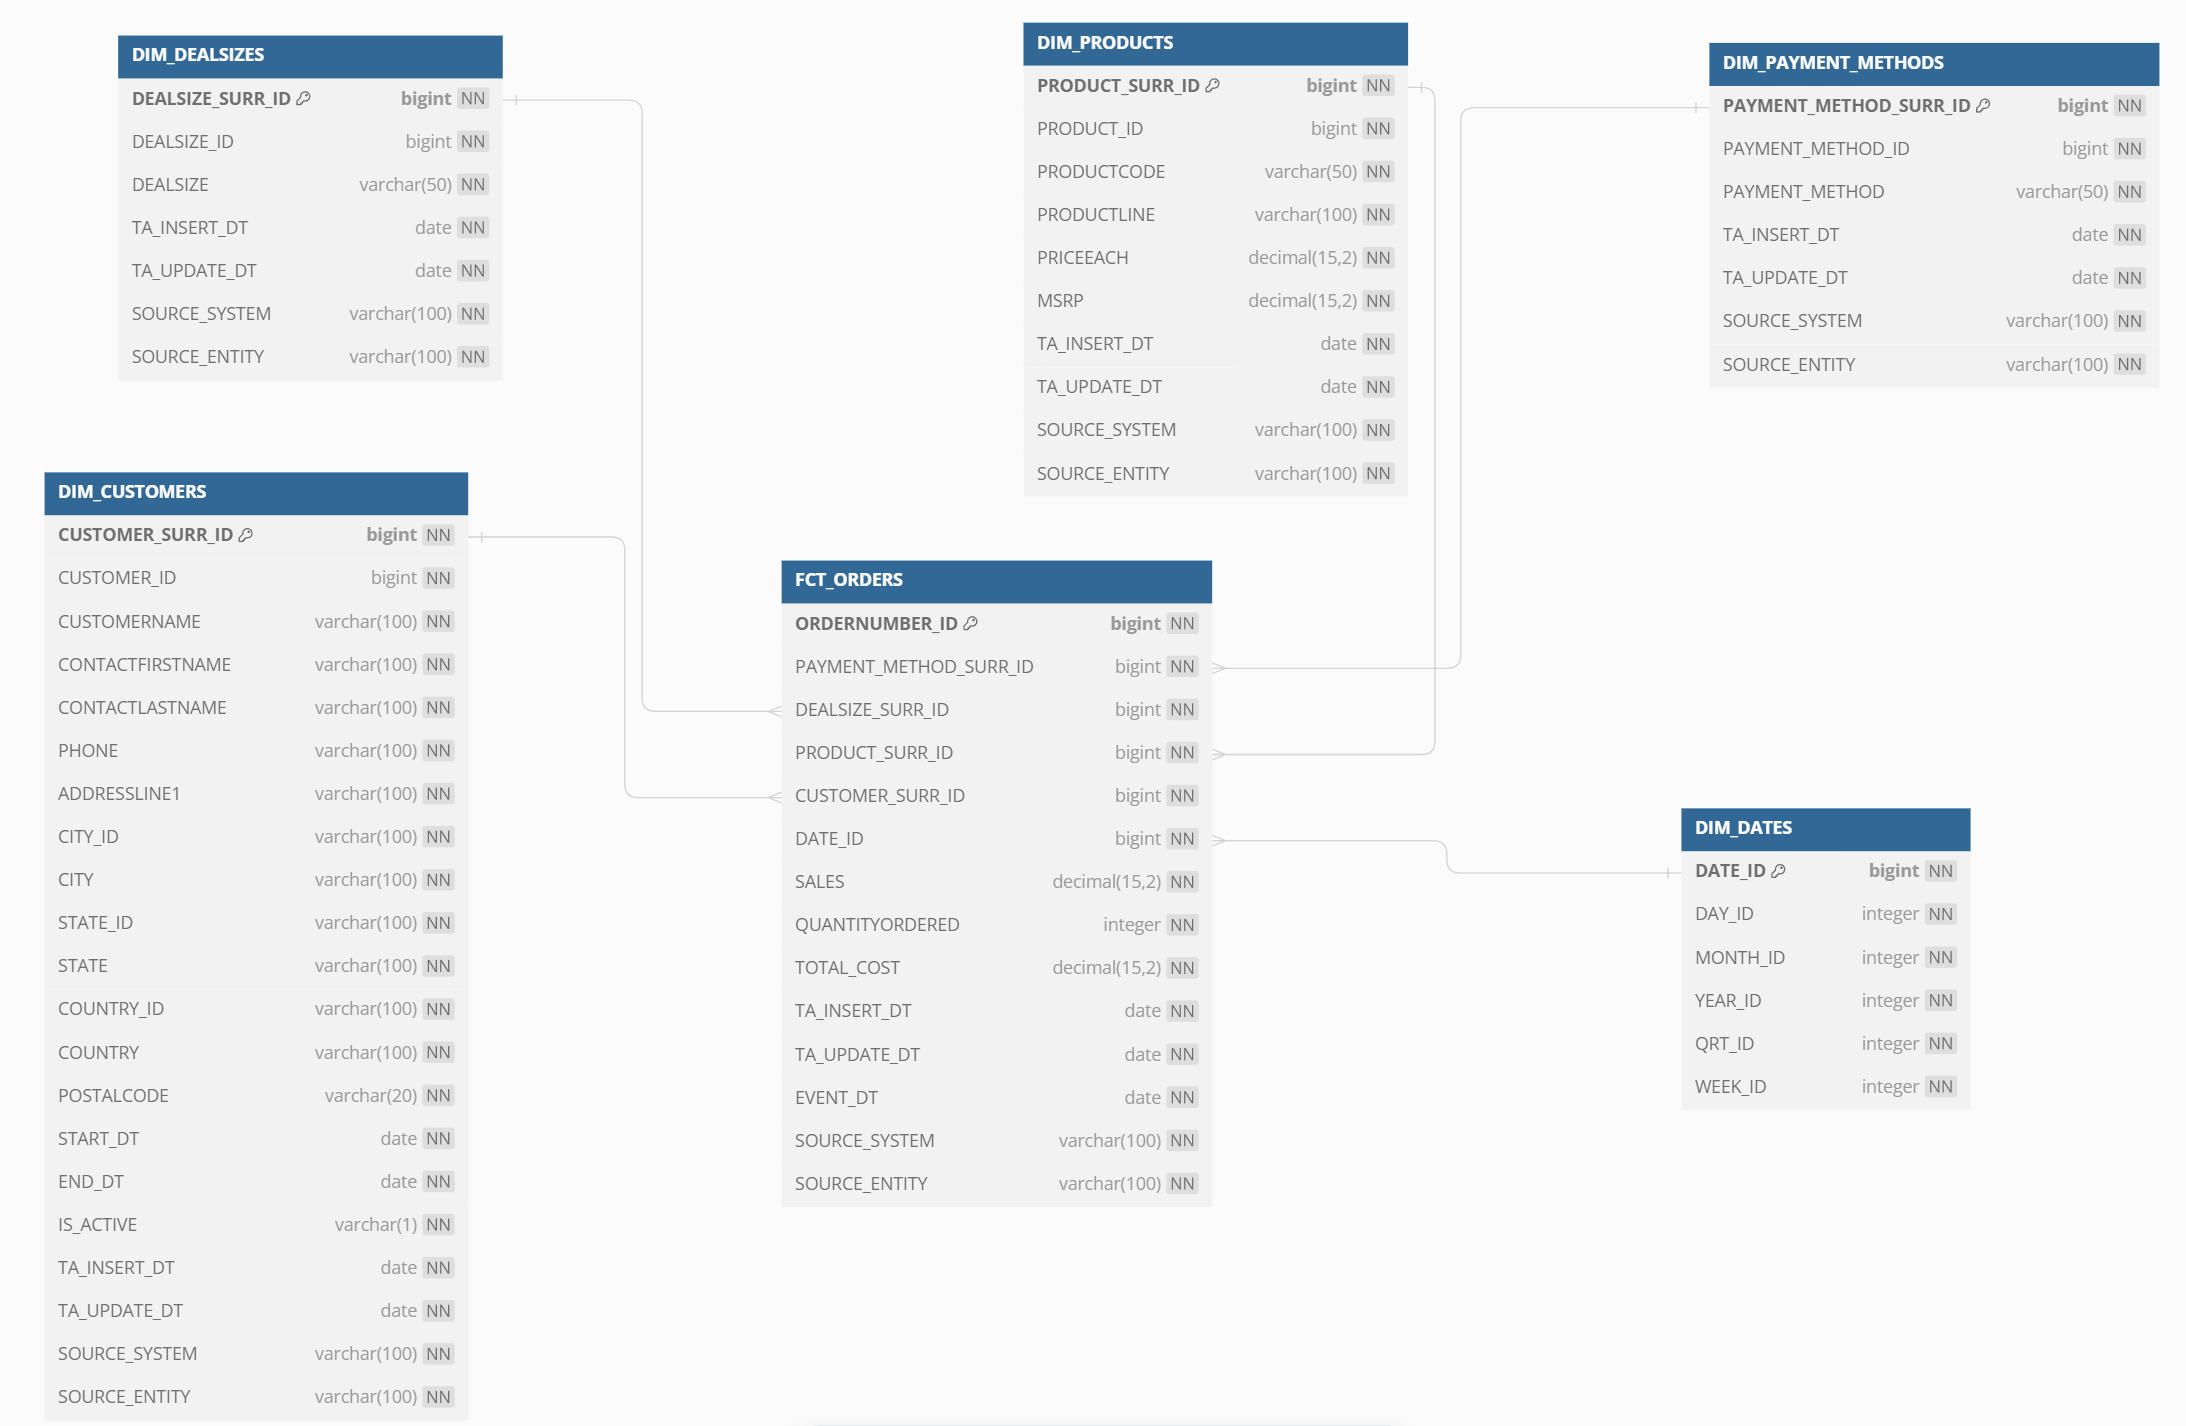 DIM_DEALSIZES
DEALSIZE_SURR_ID bigint NN
DEALSIZE_ID bigint NN
DEALSIZE varchar(50) NN
TA_INSERT_DT date NN
TA_UPDATE_DT date NN
SOURCE_SYSTEM varchar(100) NN
SOURCE_ENTITY varchar(100) NN
DIM_PRODUCTS
PRODUCT_SURR_ID bigint NN
PRODUCT_ID bigint NN
PRODUCTCODE varchar(50) NN
PRODUCTLINE varchar(100) NN
PRICEEACH decimal(15,2) NN
MSRP decimal(15,2) NN
TA_INSERT_DT date NN
TA_UPDATE_DT date NN
SOURCE_SYSTEM varchar(100) NN
SOURCE_ENTITY varchar(100) NN
DIM_PAYMENT_METHODS
PAYMENT_METHOD_SURR_ID bigint NN
PAYMENT_METHOD_ID bigint NN
PAYMENT_METHOD varchar(50) NN
TA_INSERT_DT date NN
TA_UPDATE_DT date NN
SOURCE_SYSTEM varchar(100) NN
SOURCE_ENTITY varchar(100) NN
DIM_CUSTOMERS
CUSTOMER_SURR_ID bigint NN
CUSTOMER_ID bigint NN
CUSTOMERNAME varchar(100) NN
CONTACTFIRSTNAME varchar(100) NN
CONTACTLASTNAME varchar(100) NN
PHONE varchar(100) NN
ADDRESSLINE1 varchar(100) NN
CITY_ID varchar(100) NN
CITY varchar(100) NN
STATE_ID varchar(100) NN
STATE varchar(100) NN
COUNTRY_ID varchar(100) NN
COUNTRY varchar(100) NN
POSTALCODE varchar(20) NN
START_DT date NN
END_DT date NN
IS_ACTIVE varchar(1) NN
TA_INSERT_DT date NN
TA_UPDATE_DT date NN
SOURCE_SYSTEM varchar(100) NN
SOURCE_ENTITY varchar(100) NN
FCT_ORDERS
ORDERNUMBER_ID bigint NN
PAYMENT_METHOD_SURR_ID bigint NN
DEALSIZE_SURR_ID bigint NN
PRODUCT_SURR_ID bigint NN
CUSTOMER_SURR_ID bigint NN
DATE_ID bigint NN
SALES decimal(15,2) NN
QUANTITYORDERED integer NN
TOTAL_COST decimal(15,2) NN
TA_INSERT_DT date NN
TA_UPDATE_DT date NN
EVENT_DT date NN
SOURCE_SYSTEM varchar(100) NN
SOURCE_ENTITY varchar(100) NN
DIM_DATES
DATE_ID bigint NN
DAY_ID integer NN
MONTH_ID integer NN
YEAR_ID integer NN
QRT_ID integer NN
WEEK_ID integer NN